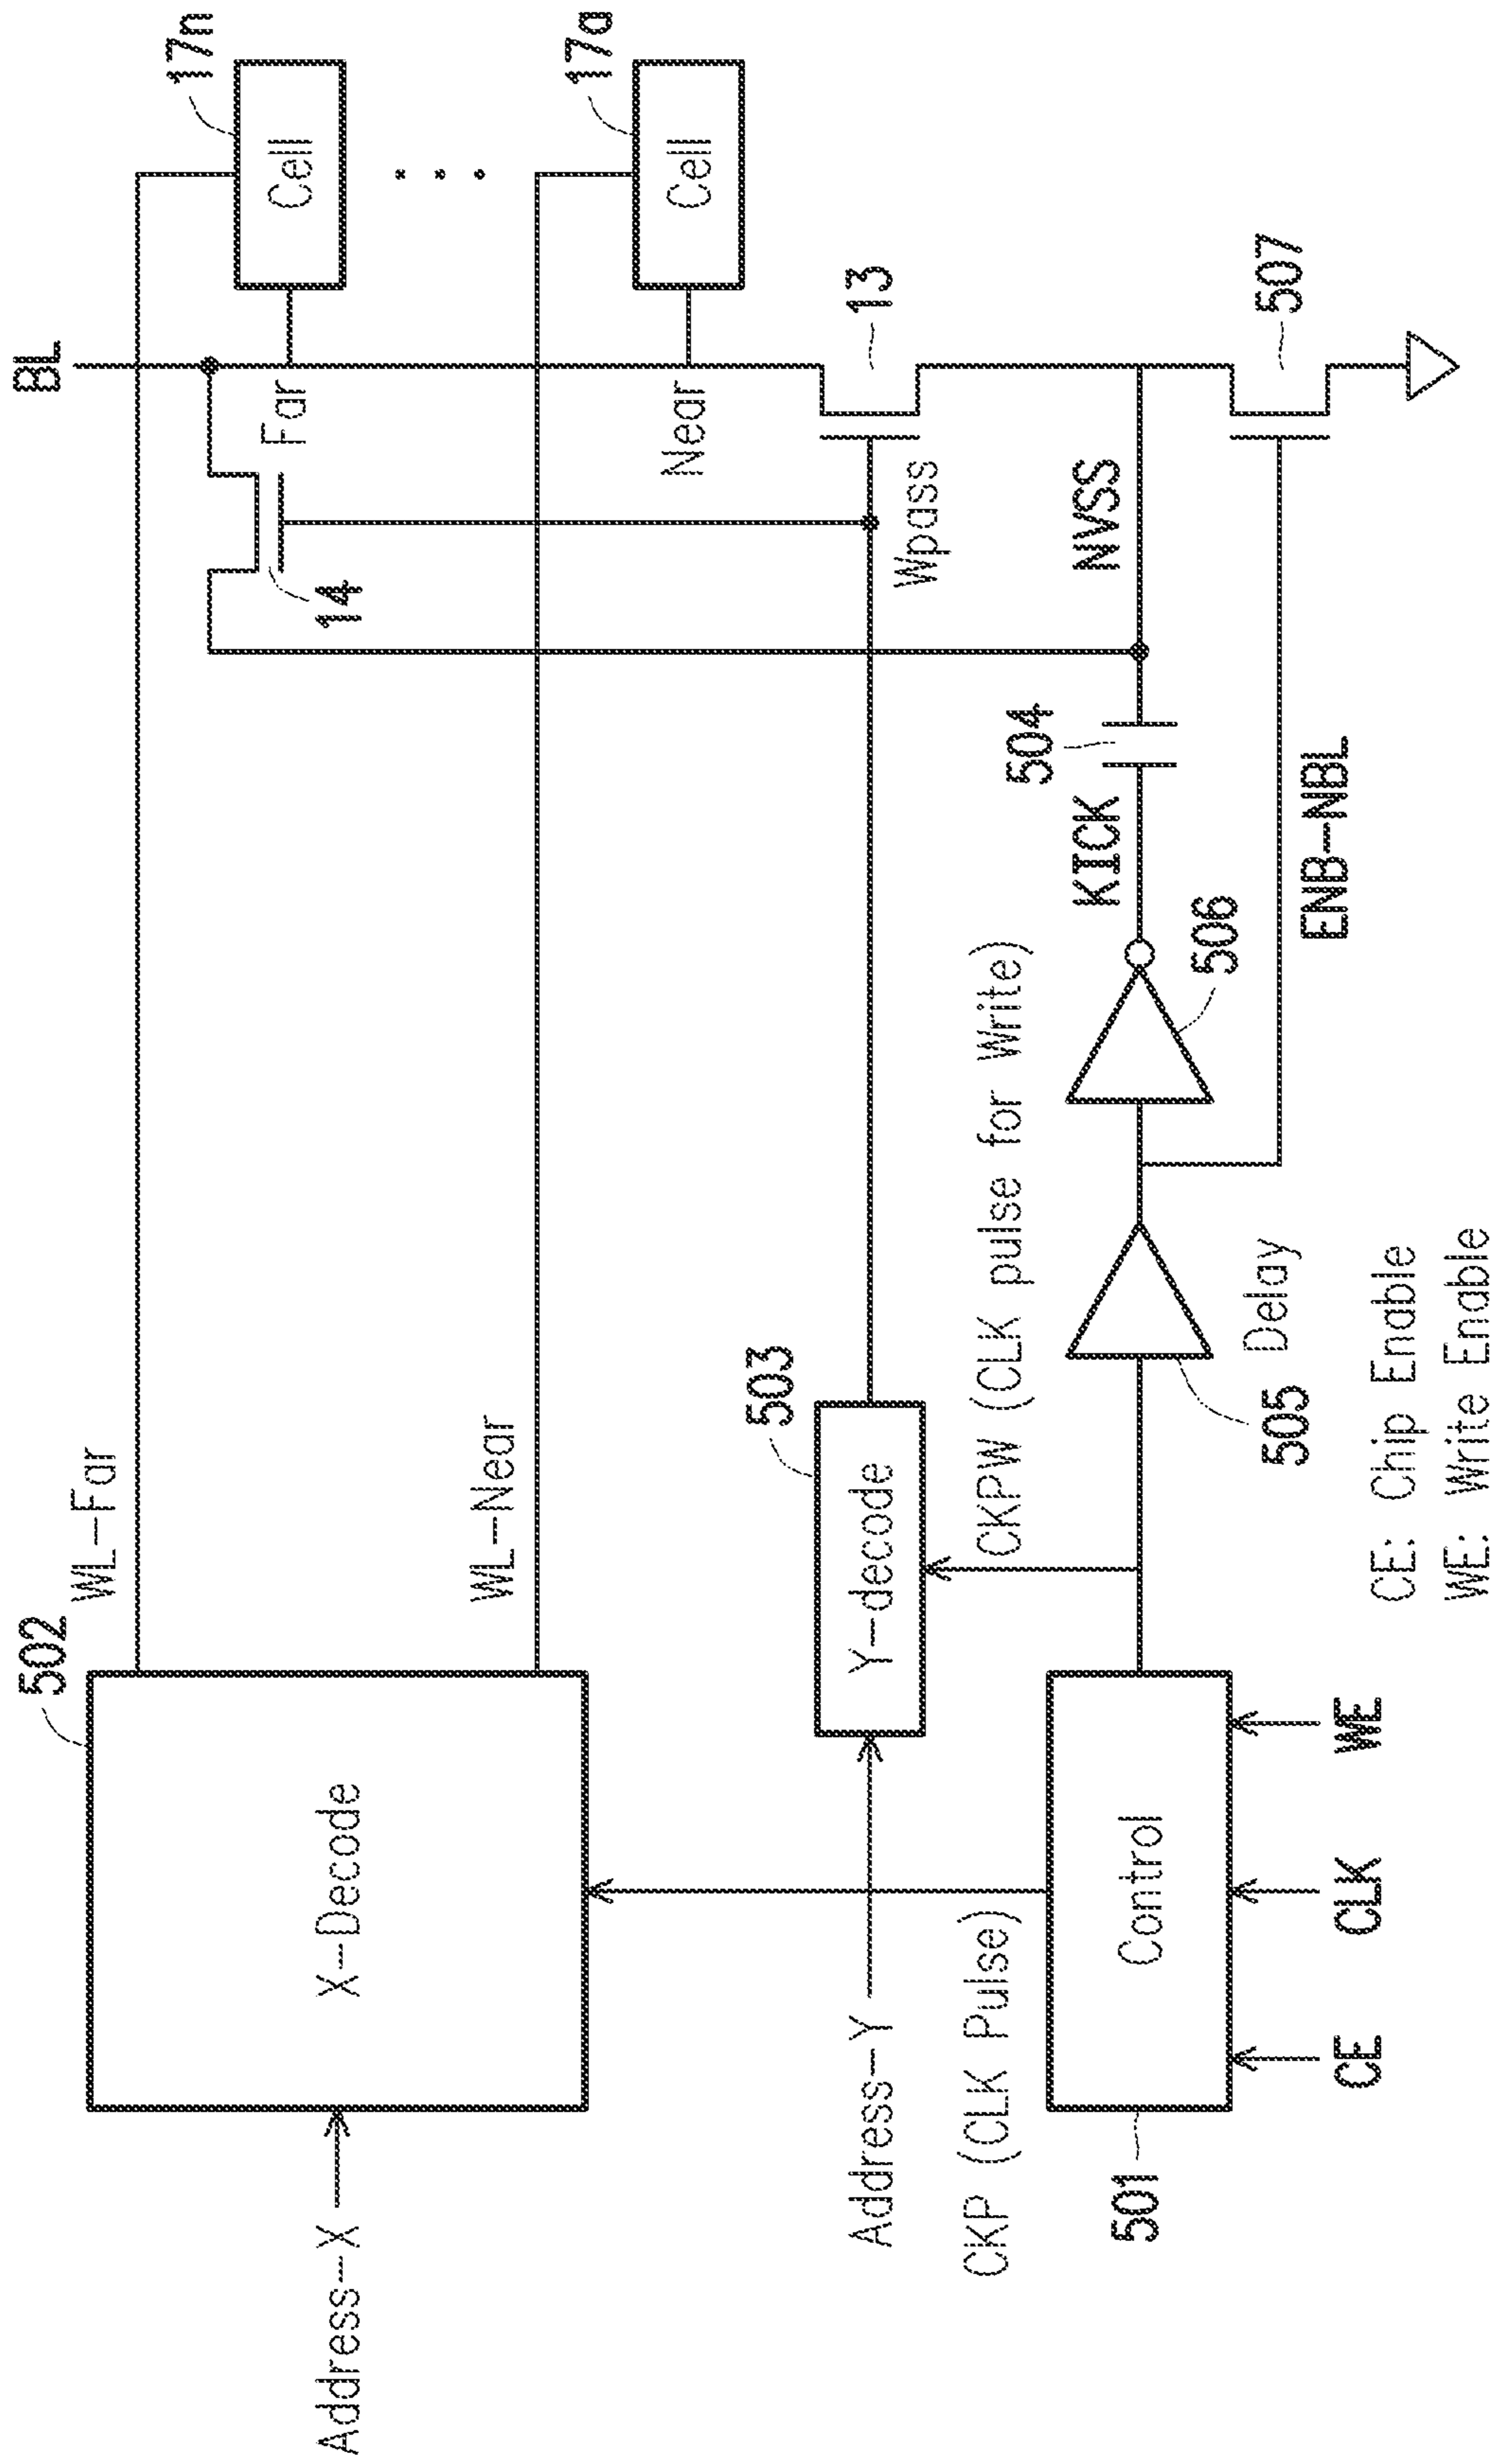 BL
17n
Cell
Far
14
17a
Cell
Near
13
Wpass
NVSS
507
504
KICK
506
ENB-NBL
502
WL-Far
WL-Near
X-Decode
Address-X
503
Y-decode
Address-Y
CKPW (CLK pulse for Write)
CKP (CLK Pulse)
505
Delay
Control
501
CE
CLK
WE
CE: Chip Enable
WE: Write Enable